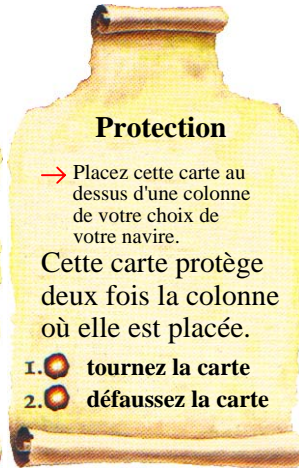 Protection
→ Placez cette carte au
dessus d'une colonne
de votre choix de
votre navire.
Cette carte protège
deux fois la colonne
où elle est placée.
1. tournez la carte
2. défaussez la carte